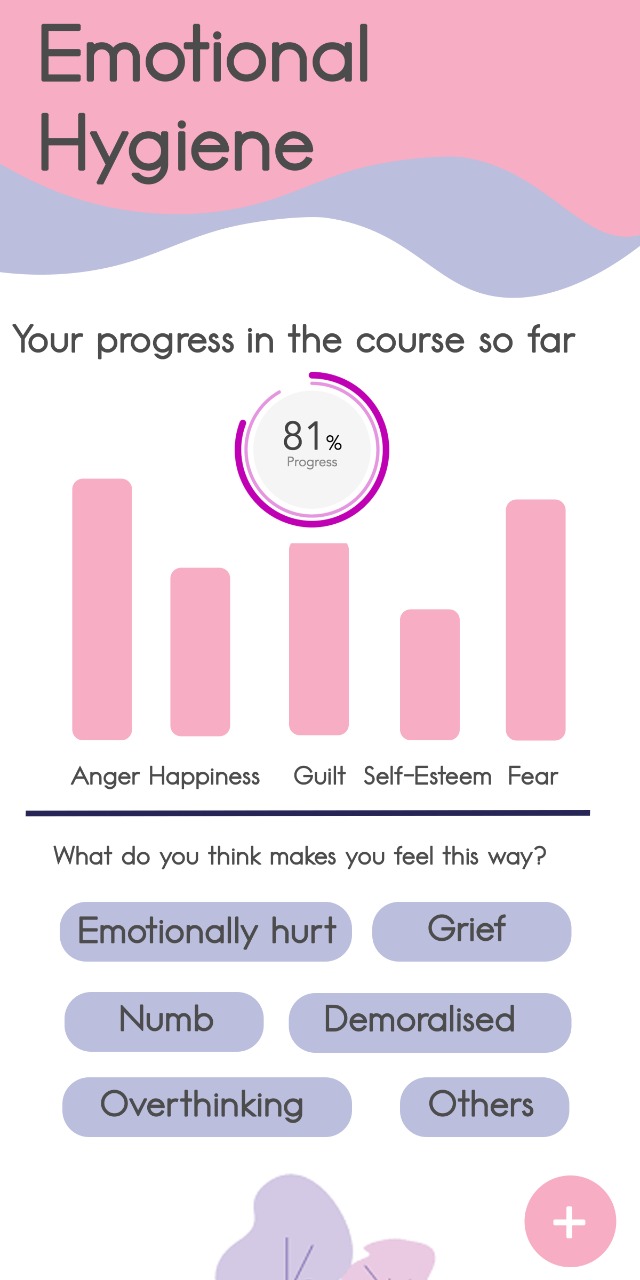 Emotional
Hygiene
Your progress in the course so far
81%
Progress
Anger Happiness Guilt Self-Esteem Fear
What do you think makes you feel this way?
Emotionally hurt Grief
Numb Demoralised
Overthinking Others
+